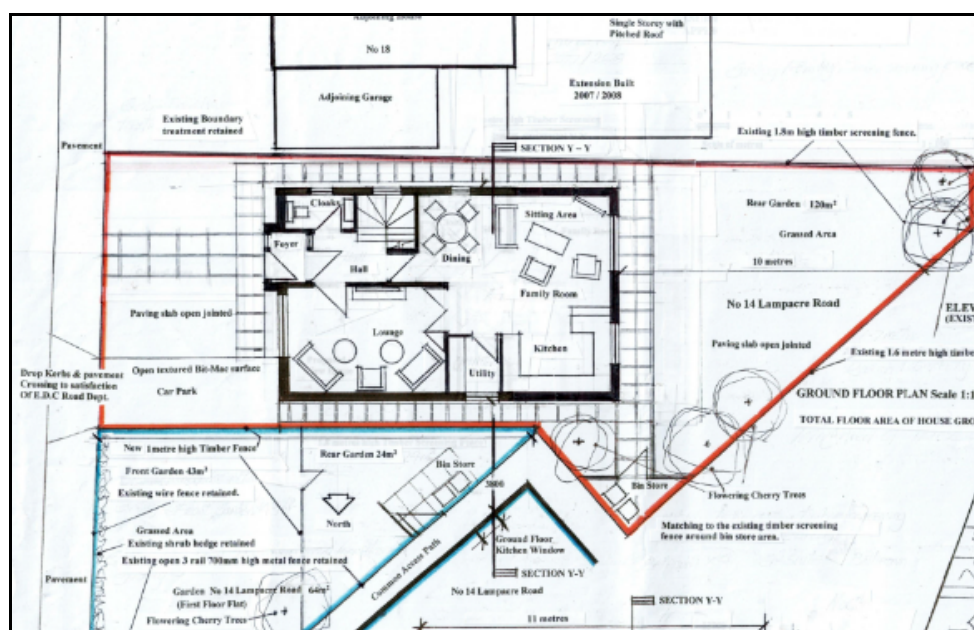 Adjoining House
No 18
Single Storey with
Pitched Roof
Adjoining Garage
Extension Built
2007 / 2008
Existing Boundary
treatment retained
Pavement
SECTION Y - Y
Existing 1.8m high timber screening fence.
Cloaks
Sitting Area
Rear Garden 120m²
Grassed Area
Foyer
Hall
Dining
10 metres
Family Room
No 14 Lampacre Road
ELEV
(EXIST
Paving slab open jointed
Lounge
Kitchen
Utility
Paving slab open jointed
Existing 1.6 metre high timbe
Drop Kerbs & pavement
Crossing to satisfaction
Of E.D.C Road Dept.
Open textured Bit-Mac surface
Car Park
GROUND FLOOR PLAN Scale 1:1
TOTAL FLOOR AREA OF HOUSE GRO
New 1metre high Timber Fence
Rear Garden 24m²
Front Garden 43m²
Bin Store
3800
Bin Store
Existing wire fence retained.
Flowering Cherry Trees
North
Grassed Area
Existing shrub hedge retained
Matching to the existing timber screening
fence around bin store area.
Ground Floor
Kitchen Window
Existing open 3 rail 700mm high metal fence retained
Common Access Path
SECTION Y-Y
Pavement
Garden No 14 Lampacre Road 64m²
(First Floor Flat)
No 14 Lampacre Road
SECTION Y-Y
Flowering Cherry Trees
11 metres